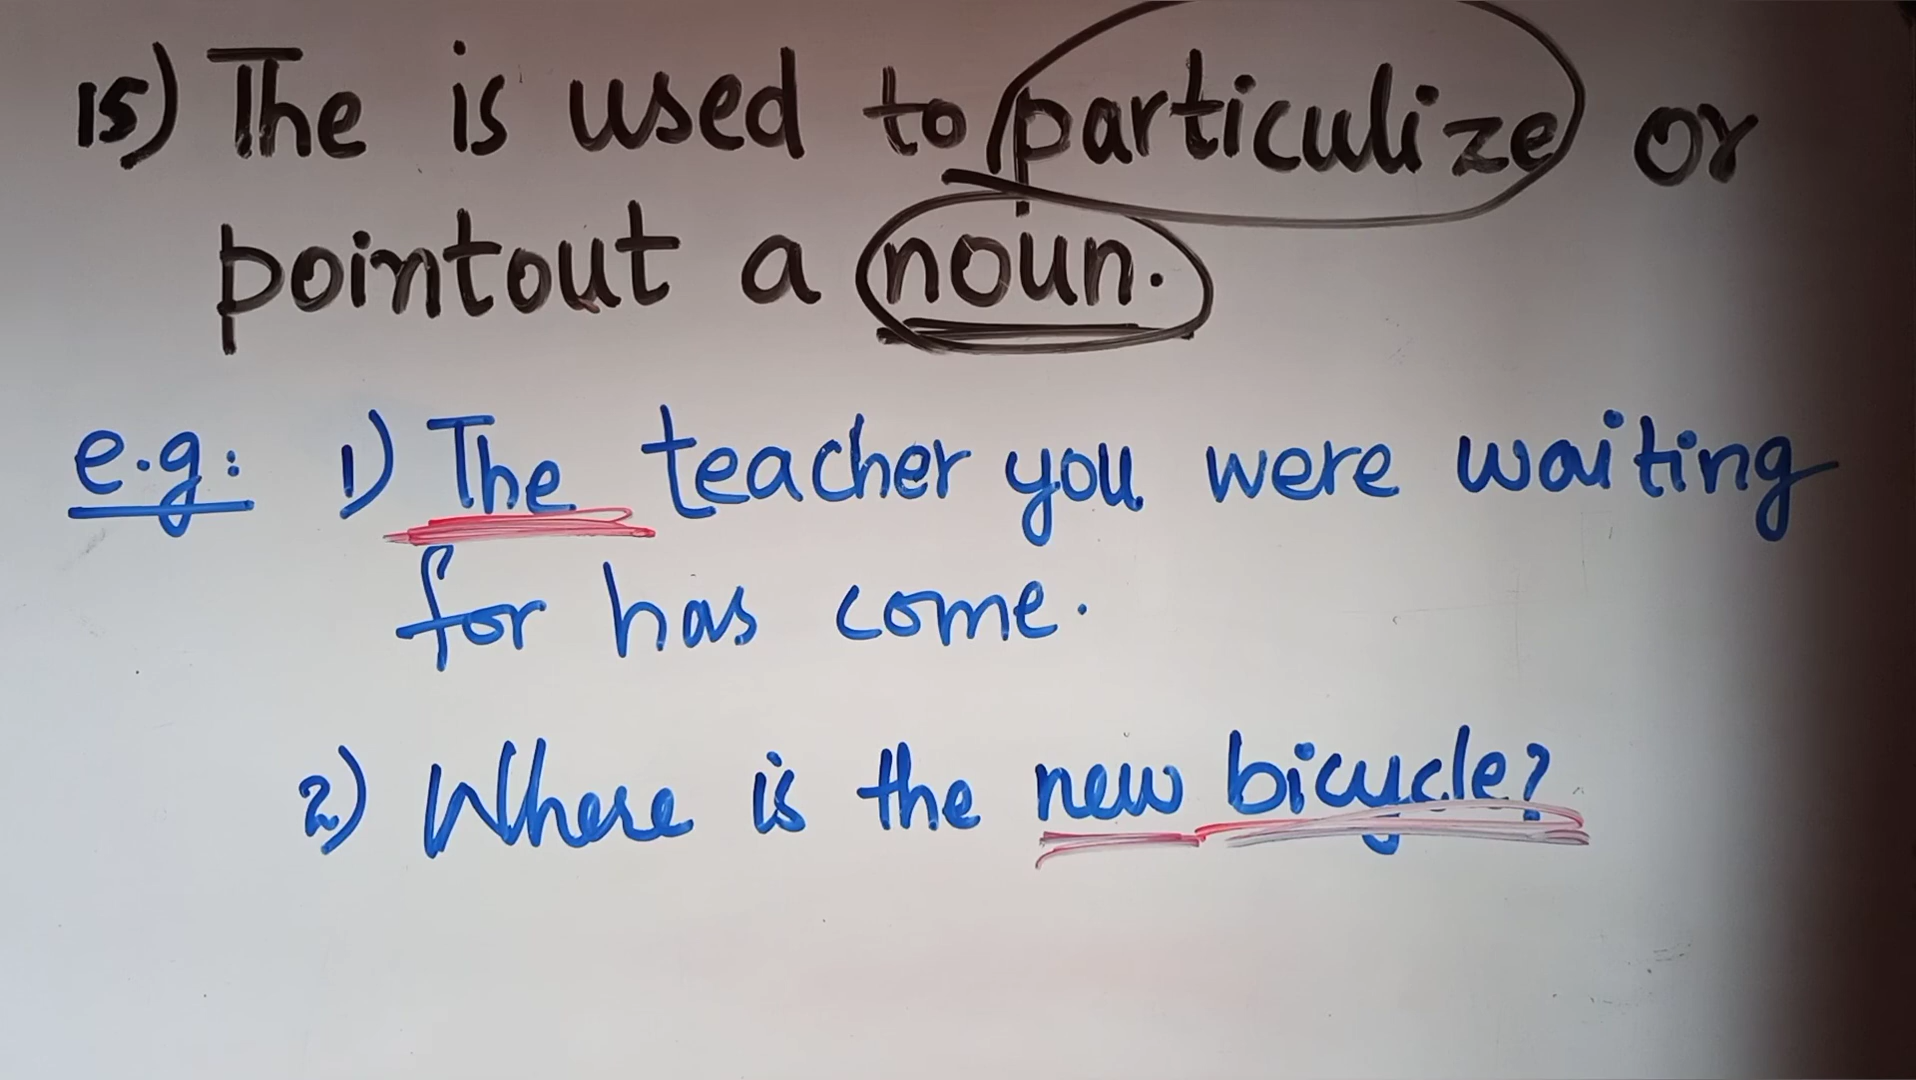 15) The is used to particulize or
pointout a noun.
e.g: 1) The teacher you were waiting
for has come.
2) Where is the new bicycle?